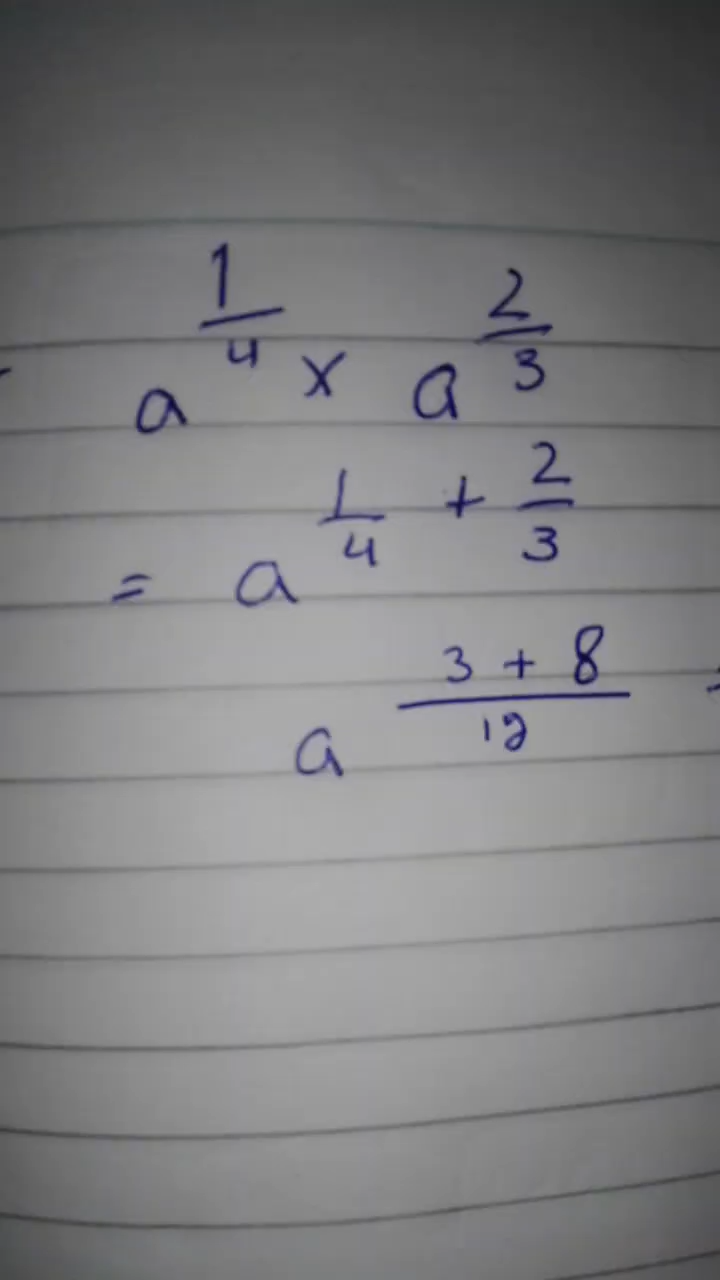 a^{1/4} × a^{2/3}
= a^{1/4 + 2/3}
a^{(3 + 8)/12}